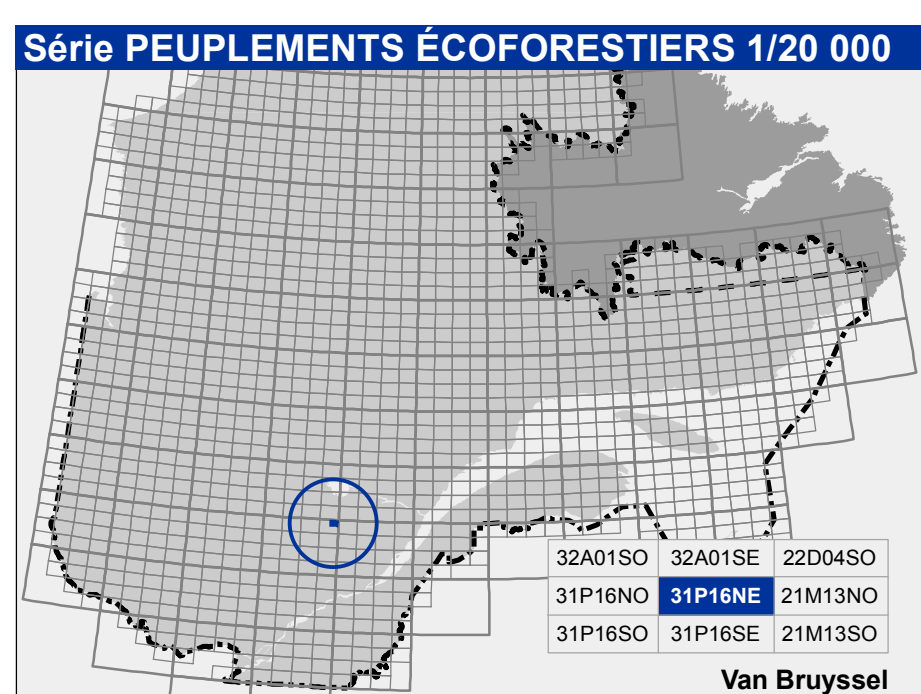 Série PEUPLEMENTS ÉCOFORESTIERS 1/20 000
32A01SO 32A01SE 22D04SO
31P16NO 31P16NE 21M13NO
31P16SO 31P16SE 21M13SO
Van Bruyssel